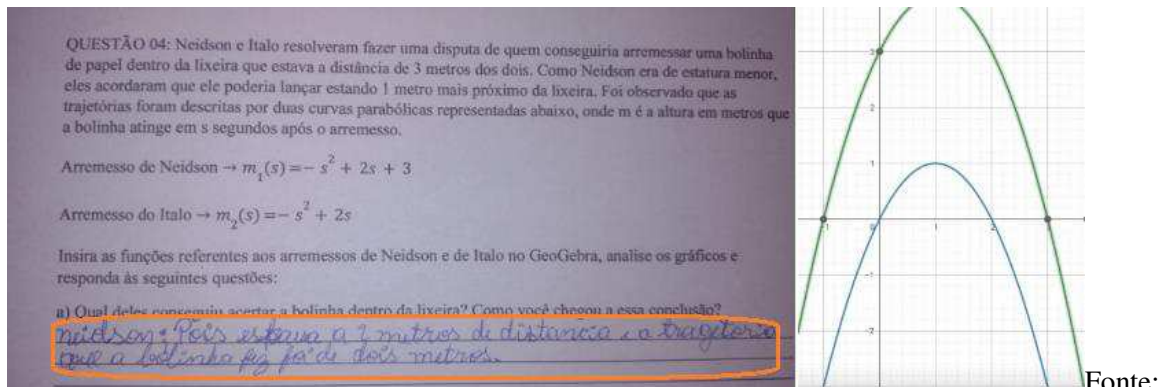 QUESTÃO 04: Neidson e Italo resolveram fazer uma disputa de quem conseguiria arremessar uma bolinha
de papel dentro da lixeira que estava a distância de 3 metros dos dois. Como Neidson era de estatura menor,
eles acordaram que ele poderia lançar estando 1 metro mais próximo da lixeira. Foi observado que as
trajetórias foram descritas por duas curvas parabólicas representadas abaixo, onde m é a altura em metros que
a bolinha atinge em s segundos após o arremesso.
Arremesso de Neidson → m₁(s) = − s² + 2s + 3
Arremesso do Italo → m₂(s) = − s² + 2s
Insira as funções referentes aos arremessos de Neidson e de Italo no GeoGebra, analise os gráficos e
responda às seguintes questões:
a) Qual deles conseguiu acertar a bolinha dentro da lixeira? Como você chegou a essa conclusão?
neidson: Pois estava a 2 metros de distancia e a tragetoria
que a bolinha fez foi de dois metros.
3
2
1
-1 0 1 2 3
-1
-2
Fonte: